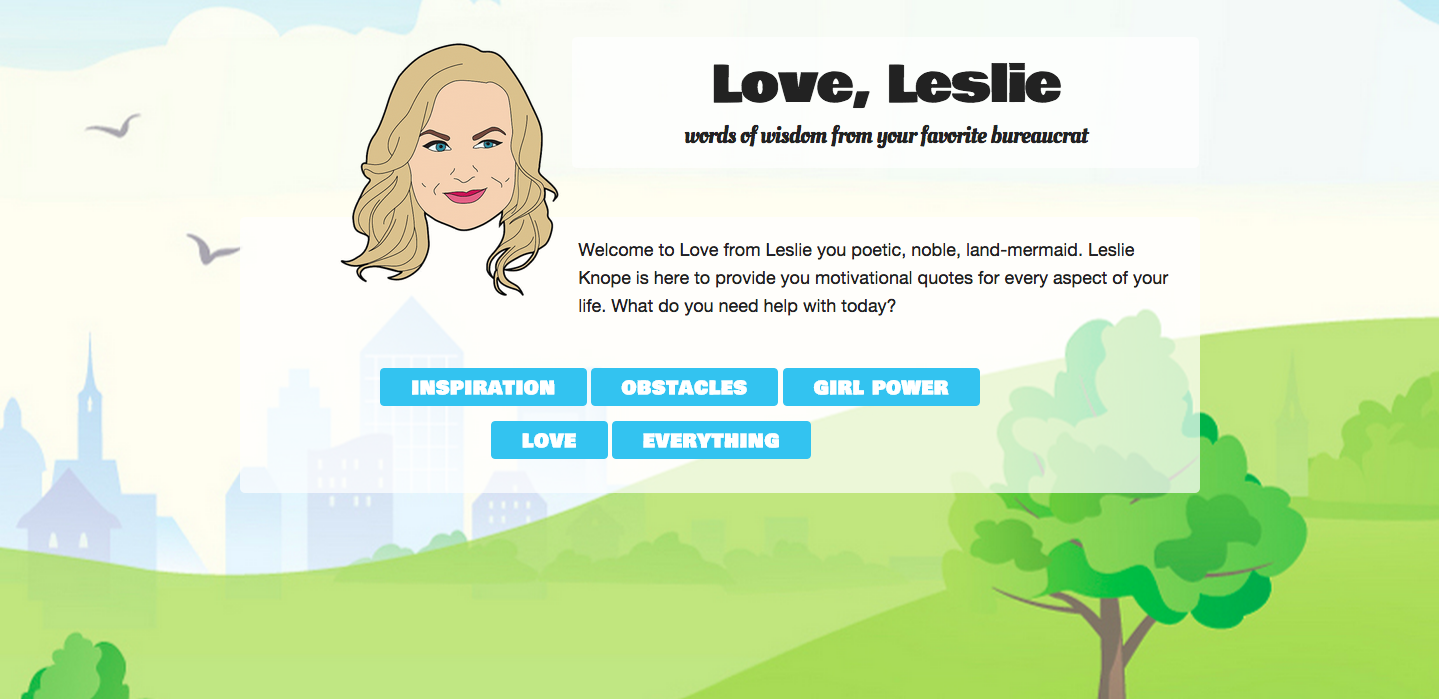 Love, Leslie
words of wisdom from your favorite bureaucrat
Welcome to Love from Leslie you poetic, noble, land-mermaid. Leslie
Knope is here to provide you motivational quotes for every aspect of your
life. What do you need help with today?
INSPIRATION OBSTACLES GIRL POWER
LOVE EVERYTHING